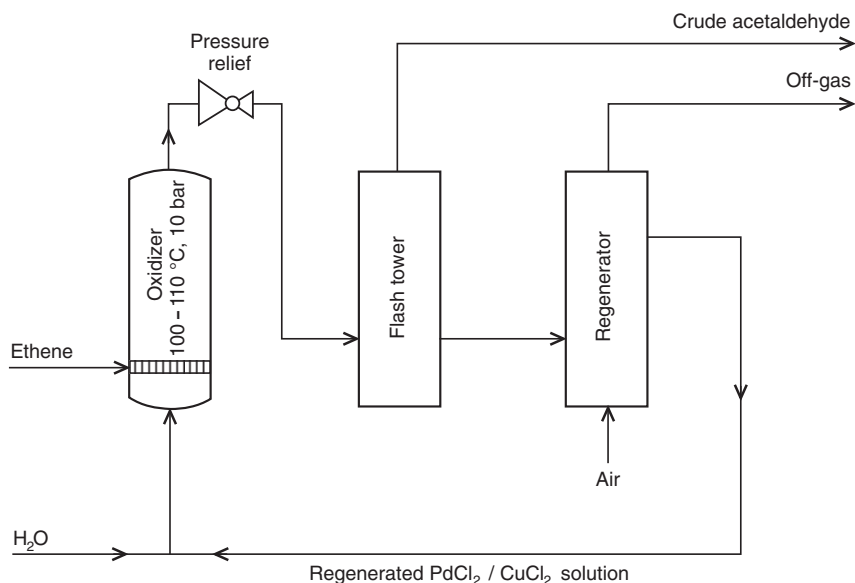 Crude acetaldehyde
Pressure
relief
Off-gas
Oxidizer
100 – 110 °C, 10 bar
Flash tower
Regenerator
Ethene
Air
H₂O
Regenerated PdCl₂ / CuCl₂ solution